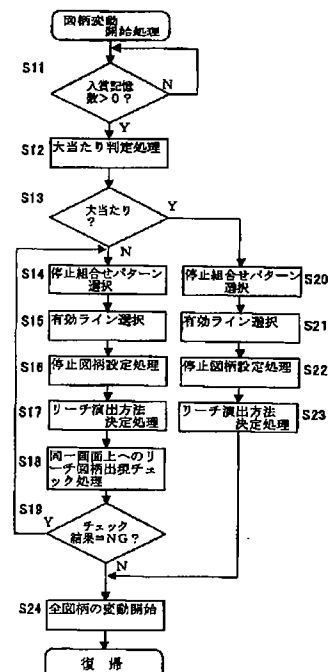 図柄変動
開始処理
S11
入賞記憶
数>0?
N
Y
S12
大当たり判定処理
S13
大当たり
?
Y
N
S14
停止組合せパターン
選択
S20
停止組合せパターン
選択
S15
有効ライン選択
S21
有効ライン選択
S16
停止図柄設定処理
S22
停止図柄設定処理
S17
リーチ演出方法
決定処理
S23
リーチ演出方法
決定処理
S18
同一画面上へのリ
ーチ図柄出現チェ
ック処理
S19
Y
チェック
結果=NG?
N
S24
全図柄の変動開始
復帰